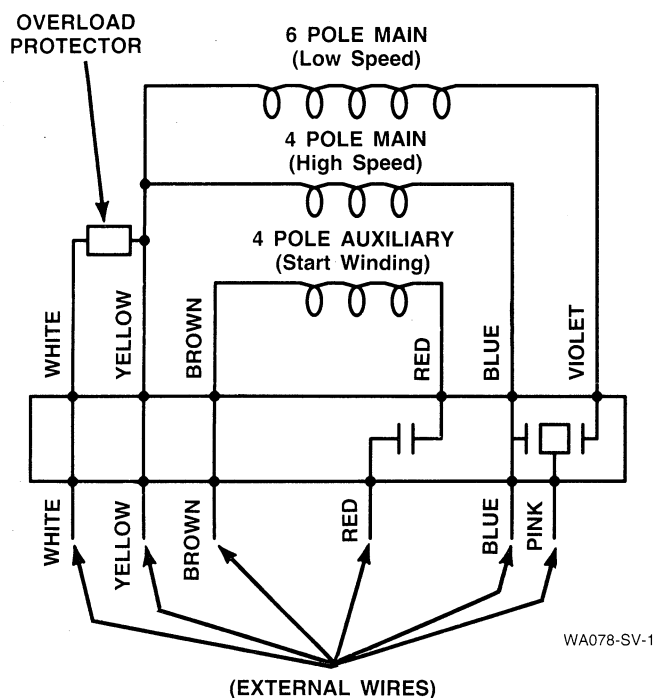 OVERLOAD
PROTECTOR
6 POLE MAIN
(Low Speed)
4 POLE MAIN
(High Speed)
4 POLE AUXILIARY
(Start Winding)
WHITE
YELLOW
BROWN
RED
BLUE
VIOLET
WHITE
YELLOW
BROWN
RED
BLUE
PINK
WA078-SV-1
(EXTERNAL WIRES)